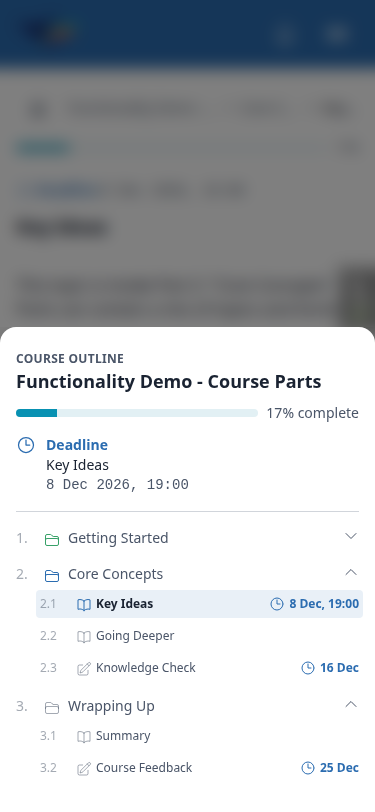 Key Ideas
COURSE OUTLINE
Functionality Demo - Course Parts
17% complete
Deadline
Key Ideas
8 Dec 2026, 19:00
1. Getting Started
2. Core Concepts
2.1 Key Ideas 8 Dec, 19:00
2.2 Going Deeper
2.3 Knowledge Check 16 Dec
3. Wrapping Up
3.1 Summary
3.2 Course Feedback 25 Dec